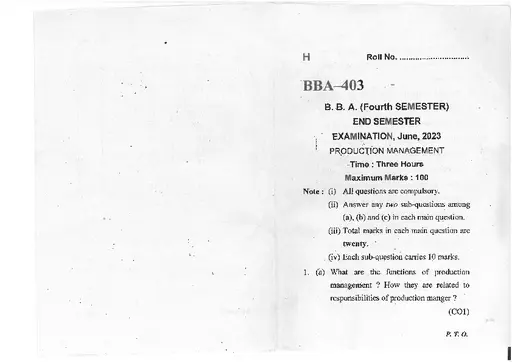 H Roll No. ..............................
BBA–403
B. B. A. (Fourth SEMESTER)
END SEMESTER
EXAMINATION, June, 2023
PRODUCTION MANAGEMENT
Time : Three Hours
Maximum Marks : 100
Note : (i) All questions are compulsory.
(ii) Answer any two sub-questions among
(a), (b) and (c) in each main question.
(iii) Total marks in each main question are
twenty.
(iv) Each sub-question carries 10 marks.
1. (a) What are the functions of production
management ? How they are related to
responsibilities of production manger ?
(CO1)
P. T. O.